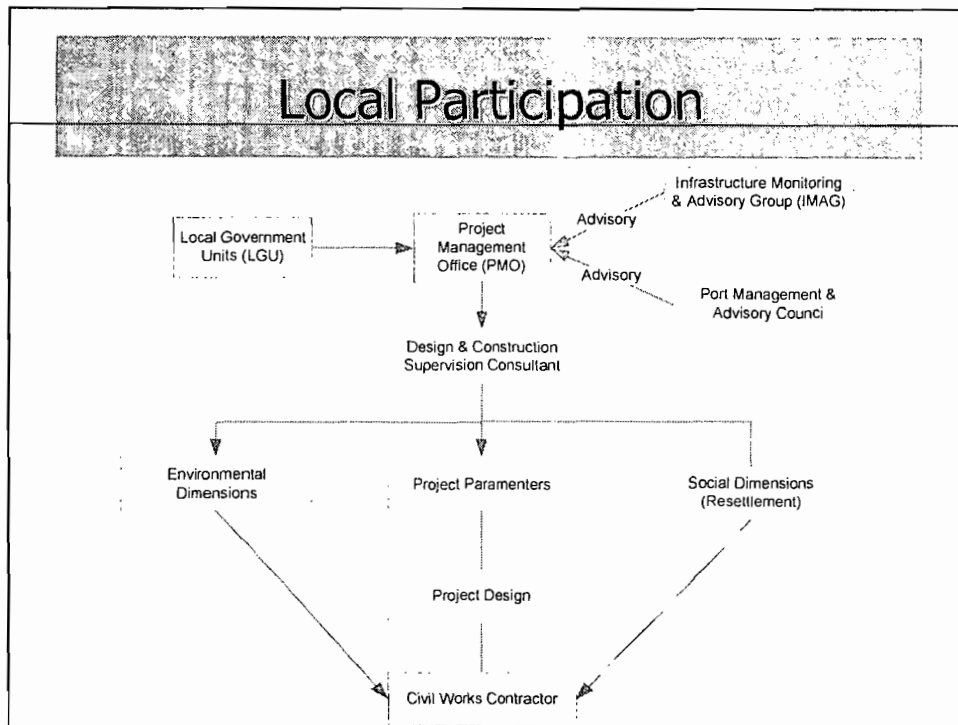 Local Participation
Infrastructure Monitoring
& Advisory Group (IMAG)
Advisory
Local Government
Units (LGU)
Project
Management
Office (PMO)
Advisory
Port Management &
Advisory Counci
Design & Construction
Supervision Consultant
Environmental
Dimensions
Project Paramenters
Social Dimensions
(Resettlement)
Project Design
Civil Works Contractor